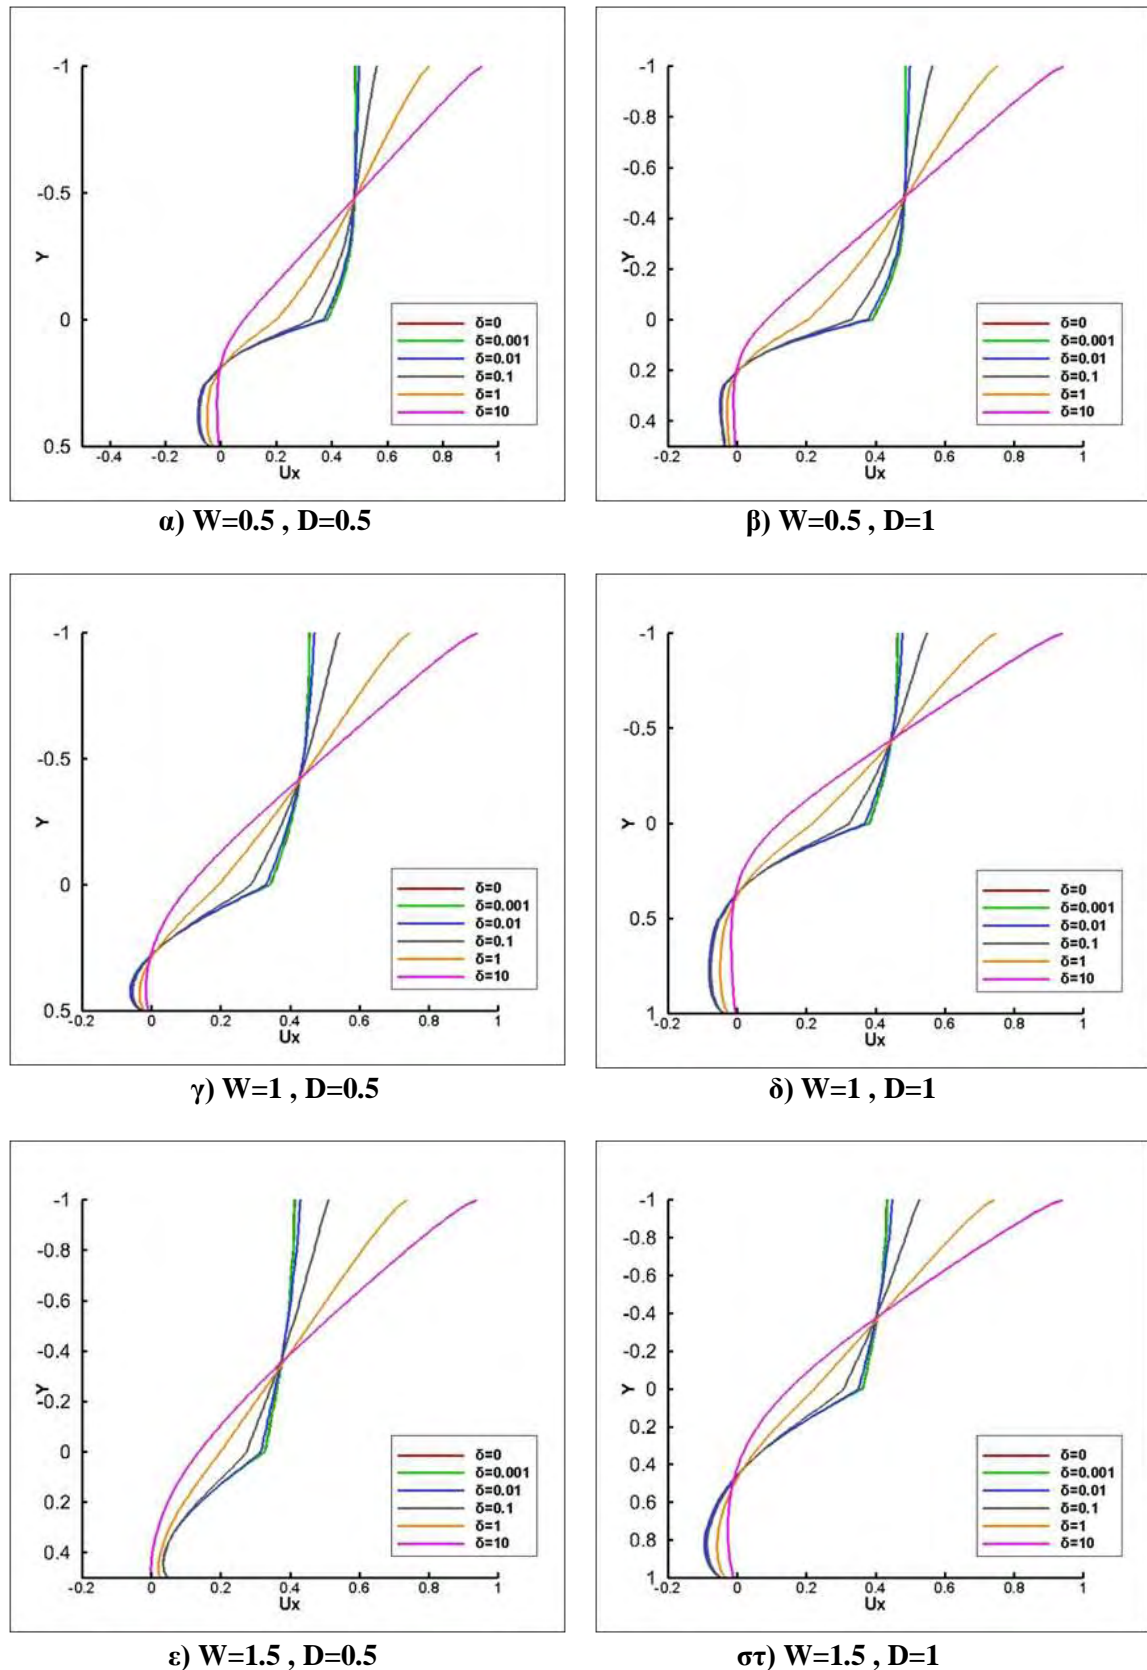 -1
-0.5
Y
0
0.5
-0.4 -0.2 0 0.2 0.4 0.6 0.8 1
Ux
δ=0
δ=0.001
δ=0.01
δ=0.1
δ=1
δ=10
α) W=0.5 , D=0.5
-1
-0.8
-0.6
-0.4
Y
-0.2
0
0.2
0.4
-0.2 0 0.2 0.4 0.6 0.8 1
Ux
δ=0
δ=0.001
δ=0.01
δ=0.1
δ=1
δ=10
β) W=0.5 , D=1
-1
-0.5
Y
0
0.5
-0.2 0 0.2 0.4 0.6 0.8 1
Ux
δ=0
δ=0.001
δ=0.01
δ=0.1
δ=1
δ=10
γ) W=1 , D=0.5
-1
-0.5
Y
0
0.5
1
-0.2 0 0.2 0.4 0.6 0.8 1
Ux
δ=0
δ=0.001
δ=0.01
δ=0.1
δ=1
δ=10
δ) W=1 , D=1
-1
-0.8
-0.6
-0.4
Y
-0.2
0
0.2
0.4
-0.2 0 0.2 0.4 0.6 0.8 1
Ux
δ=0
δ=0.001
δ=0.01
δ=0.1
δ=1
δ=10
ε) W=1.5 , D=0.5
-1
-0.8
-0.6
-0.4
-0.2
Y
0
0.2
0.4
0.6
0.8
1
-0.2 0 0.2 0.4 0.6 0.8 1
Ux
δ=0
δ=0.001
δ=0.01
δ=0.1
δ=1
δ=10
στ) W=1.5 , D=1